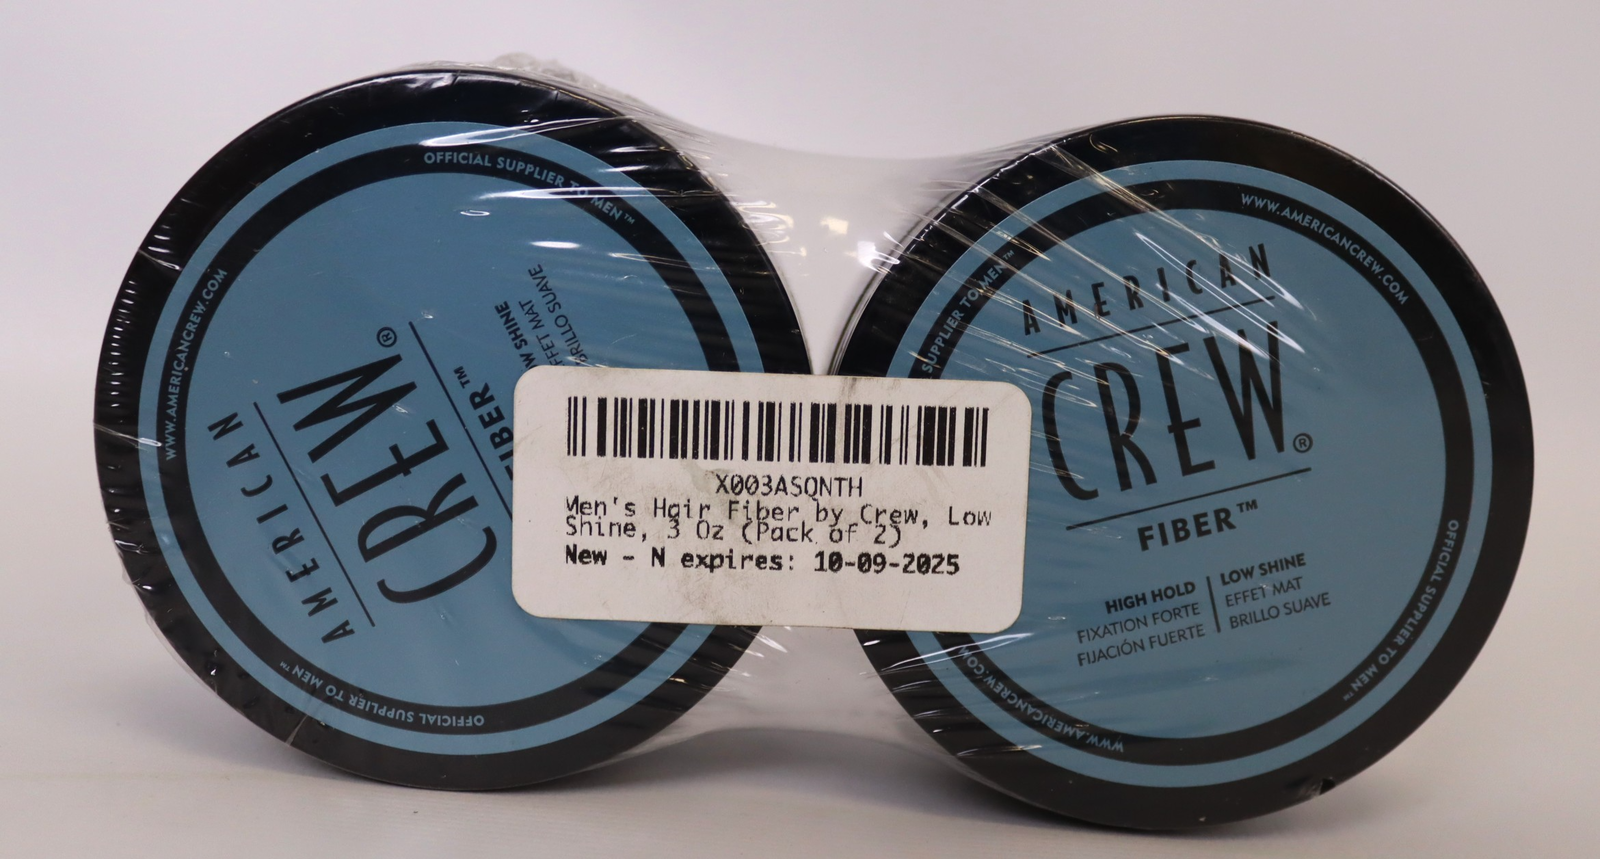 OFFICIAL SUPPLIER TO MEN™
WWW.AMERICANCREW.COM
AMERICAN
CREW®
FIBER™
SHINE
MAT
BRILLO SUAVE
OFFICIAL SUPPLIER TO MEN™
X003ASQNTH
Men's Hair Fiber by Crew, Low
Shine, 3 Oz (Pack of 2)
New - N expires: 10-09-2025
SUPPLIER TO MEN™
WWW.AMERICANCREW.COM
AMERICAN
CREW®
FIBER™
HIGH HOLD
FIXATION FORTE
FIJACIÓN FUERTE
LOW SHINE
EFFET MAT
BRILLO SUAVE
OFFICIAL SUPPLIER TO MEN™
WWW.AMERICANCREW.COM